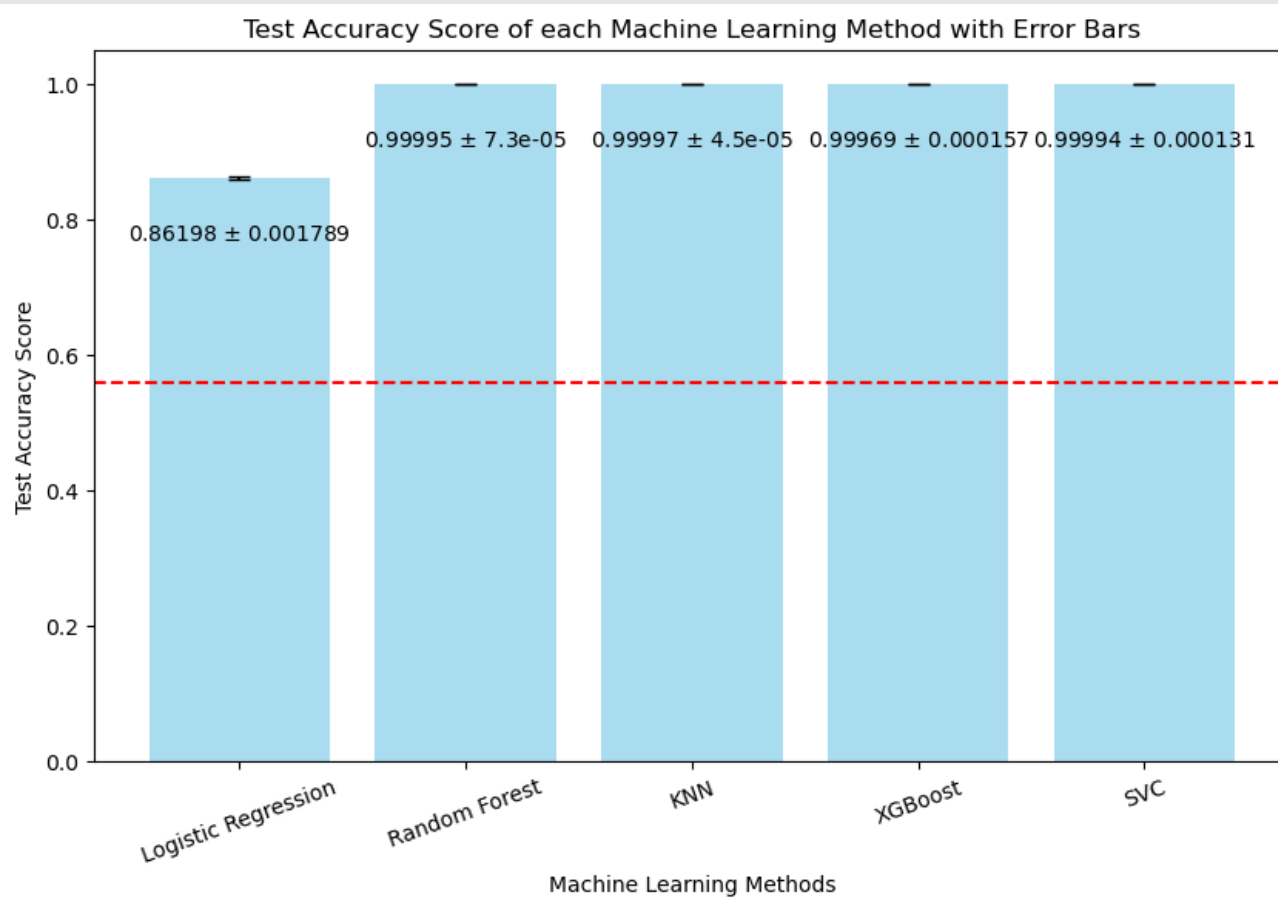 Test Accuracy Score of each Machine Learning Method with Error Bars
Test Accuracy Score
1.0
0.8
0.6
0.4
0.2
0.0
0.99995 ± 7.3e-05
0.99997 ± 4.5e-05
0.99969 ± 0.000157
0.99994 ± 0.000131
0.86198 ± 0.001789
Logistic Regression
Random Forest
KNN
XGBoost
SVC
Machine Learning Methods